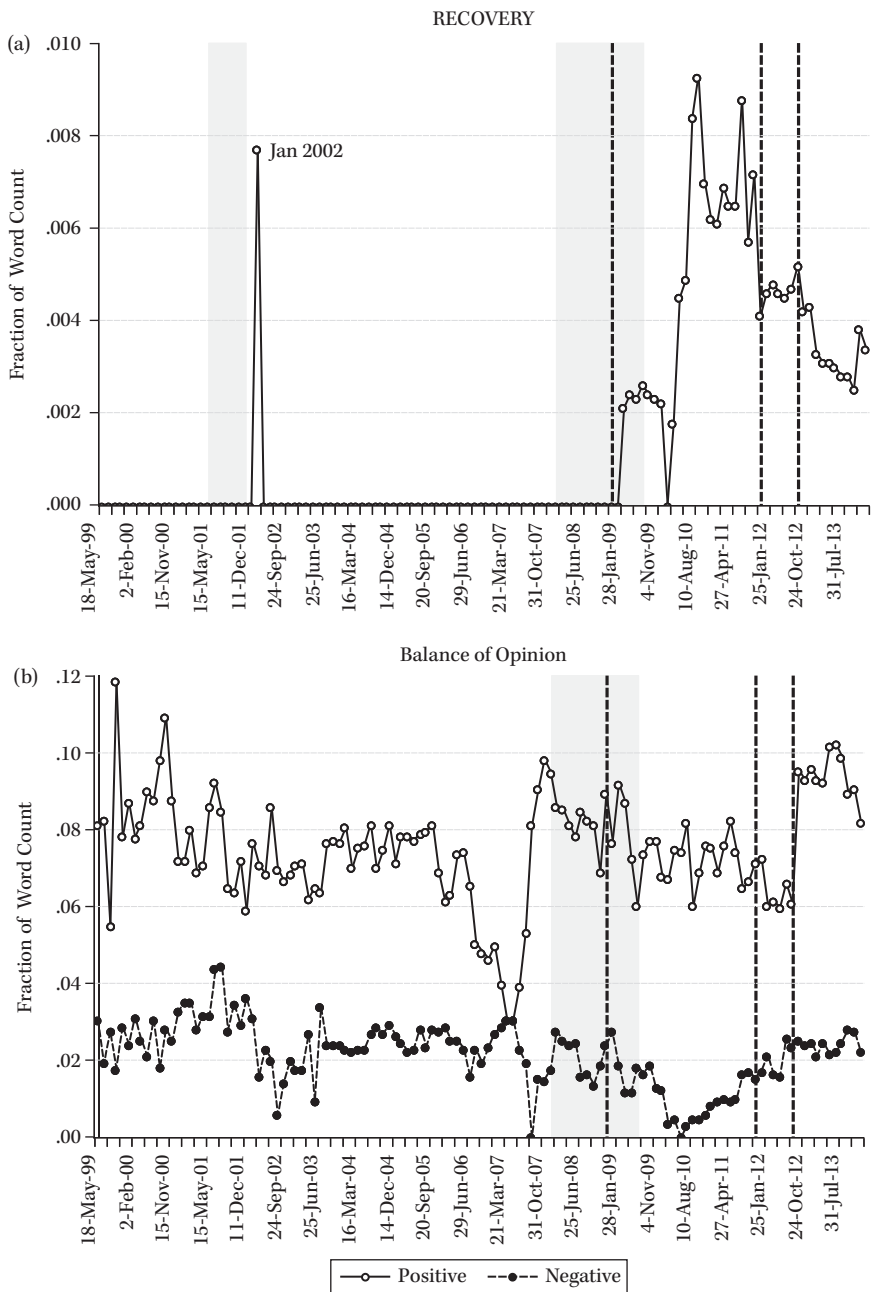 RECOVERY
(a)
.010
.008
.006
.004
.002
.000
Fraction of Word Count
Jan 2002
18-May-99
2-Feb-00
15-Nov-00
15-May-01
11-Dec-01
24-Sep-02
25-Jun-03
16-Mar-04
14-Dec-04
20-Sep-05
29-Jun-06
21-Mar-07
31-Oct-07
25-Jun-08
28-Jan-09
4-Nov-09
10-Aug-10
27-Apr-11
25-Jan-12
24-Oct-12
31-Jul-13
Balance of Opinion
(b)
.12
.10
.08
.06
.04
.02
.00
Fraction of Word Count
18-May-99
2-Feb-00
15-Nov-00
15-May-01
11-Dec-01
24-Sep-02
25-Jun-03
16-Mar-04
14-Dec-04
20-Sep-05
29-Jun-06
21-Mar-07
31-Oct-07
25-Jun-08
28-Jan-09
4-Nov-09
10-Aug-10
27-Apr-11
25-Jan-12
24-Oct-12
31-Jul-13
Positive Negative